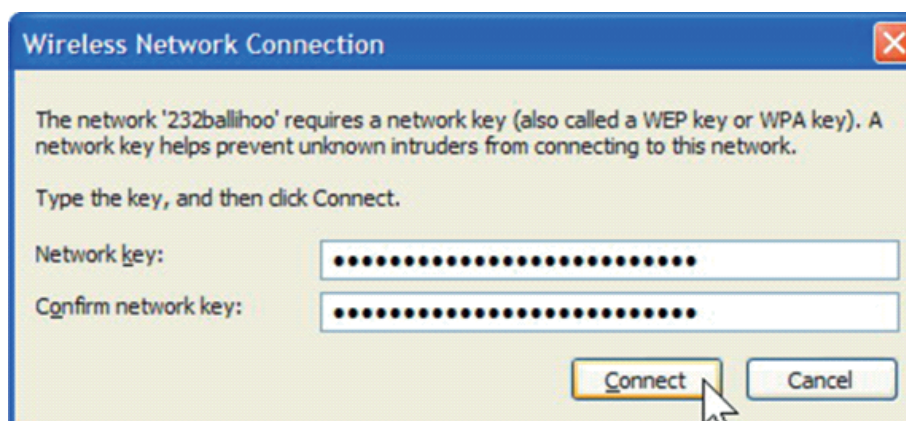 Wireless Network Connection
The network '232ballihoo' requires a network key (also called a WEP key or WPA key). A
network key helps prevent unknown intruders from connecting to this network.
Type the key, and then click Connect.
Network key: ••••••••••••••••••••••••••
Confirm network key: ••••••••••••••••••••••••••
Connect Cancel